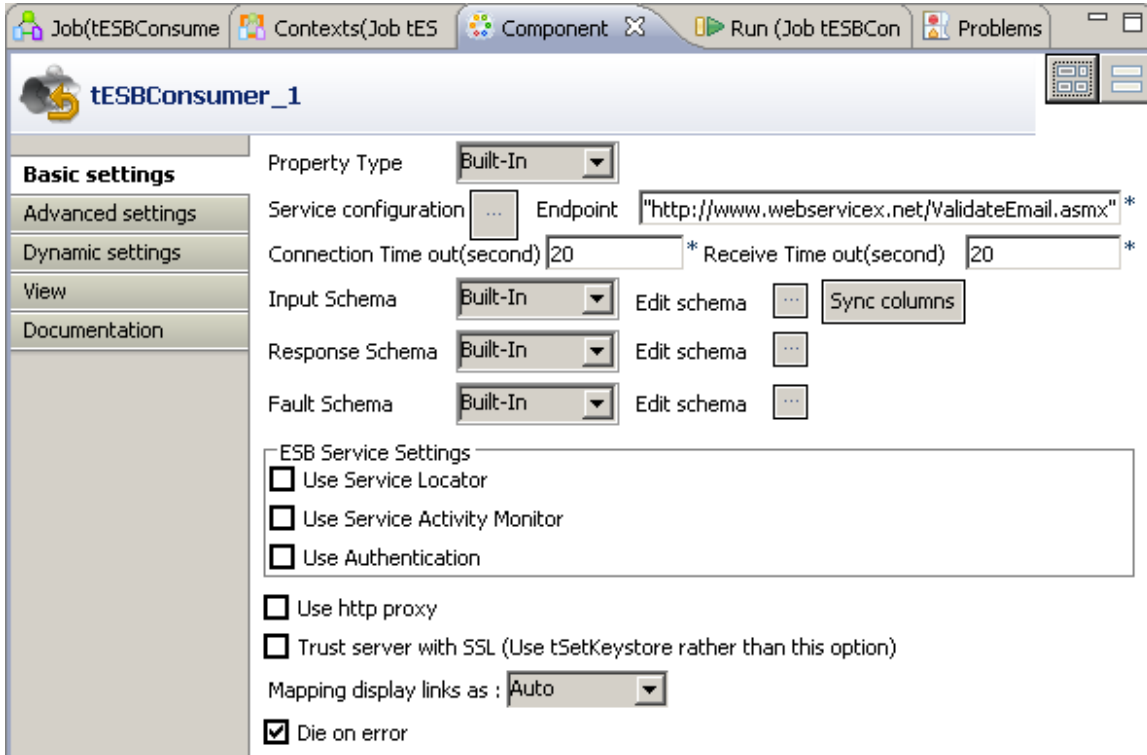 Job(tESBConsume Contexts(Job tES Component Run (Job tESBCon Problems
tESBConsumer_1
Basic settings
Advanced settings
Dynamic settings
View
Documentation
Property Type Built-In
Service configuration ... Endpoint "http://www.webservicex.net/ValidateEmail.asmx" *
Connection Time out(second) 20 * Receive Time out(second) 20 *
Input Schema Built-In Edit schema ... Sync columns
Response Schema Built-In Edit schema ...
Fault Schema Built-In Edit schema ...
ESB Service Settings
Use Service Locator
Use Service Activity Monitor
Use Authentication
Use http proxy
Trust server with SSL (Use tSetKeystore rather than this option)
Mapping display links as : Auto
Die on error